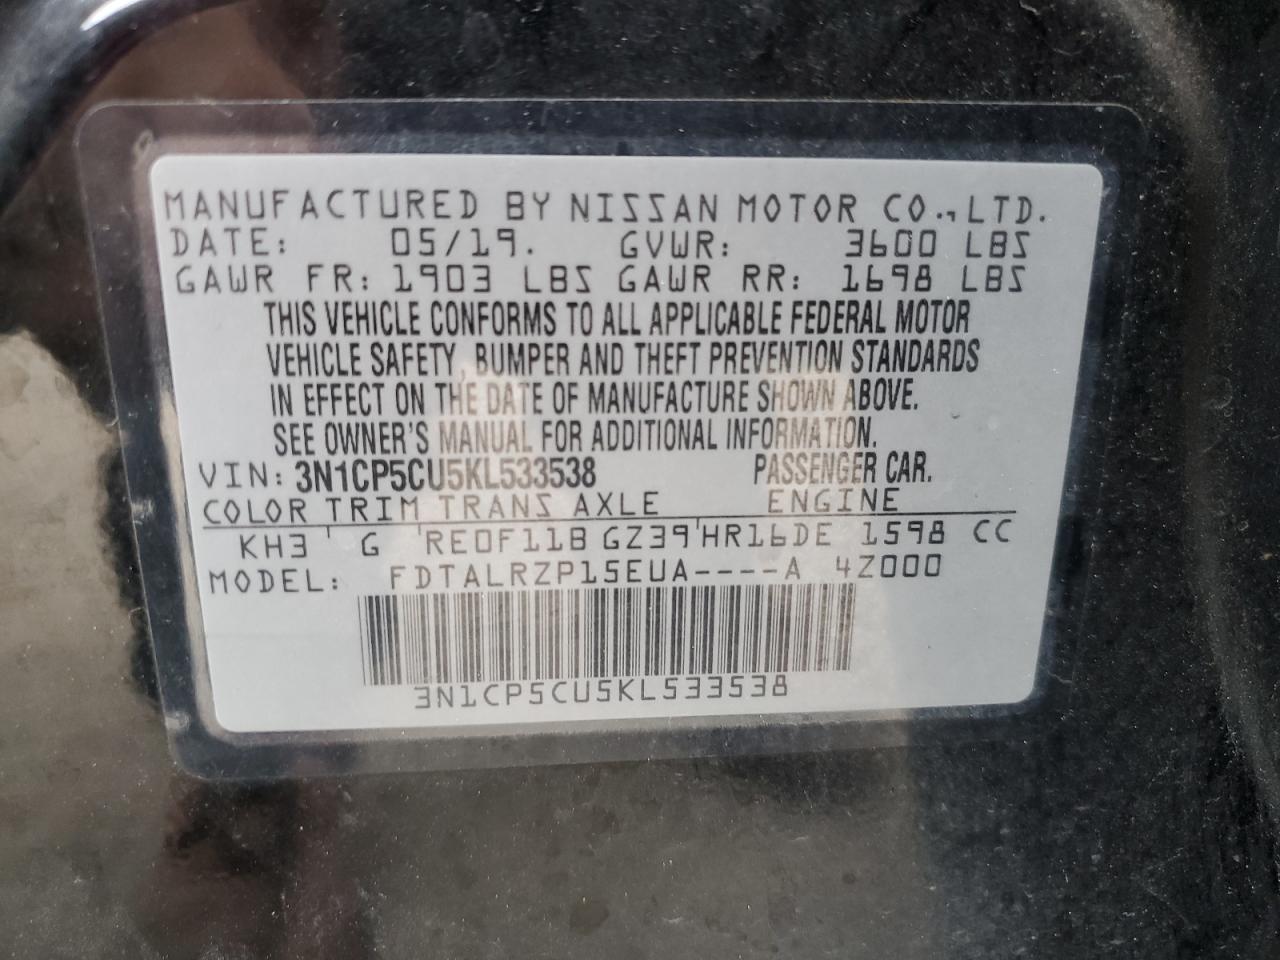 MANUFACTURED BY NISSAN MOTOR CO.,LTD.
DATE: 05/19. GVWR: 3600 LBS
GAWR FR: 1903 LBS GAWR RR: 1698 LBS
THIS VEHICLE CONFORMS TO ALL APPLICABLE FEDERAL MOTOR
VEHICLE SAFETY, BUMPER AND THEFT PREVENTION STANDARDS
IN EFFECT ON THE DATE OF MANUFACTURE SHOWN ABOVE.
SEE OWNER'S MANUAL FOR ADDITIONAL INFORMATION.
VIN: 3N1CP5CU5KL533538 PASSENGER CAR.
COLOR TRIM TRANS AXLE ENGINE
KH3 ' G ' RE0F11B GZ39 ' HR16DE 1598 CC
MODEL: FDTALRZP15EUA----A 4Z000
3N1CP5CU5KL533538